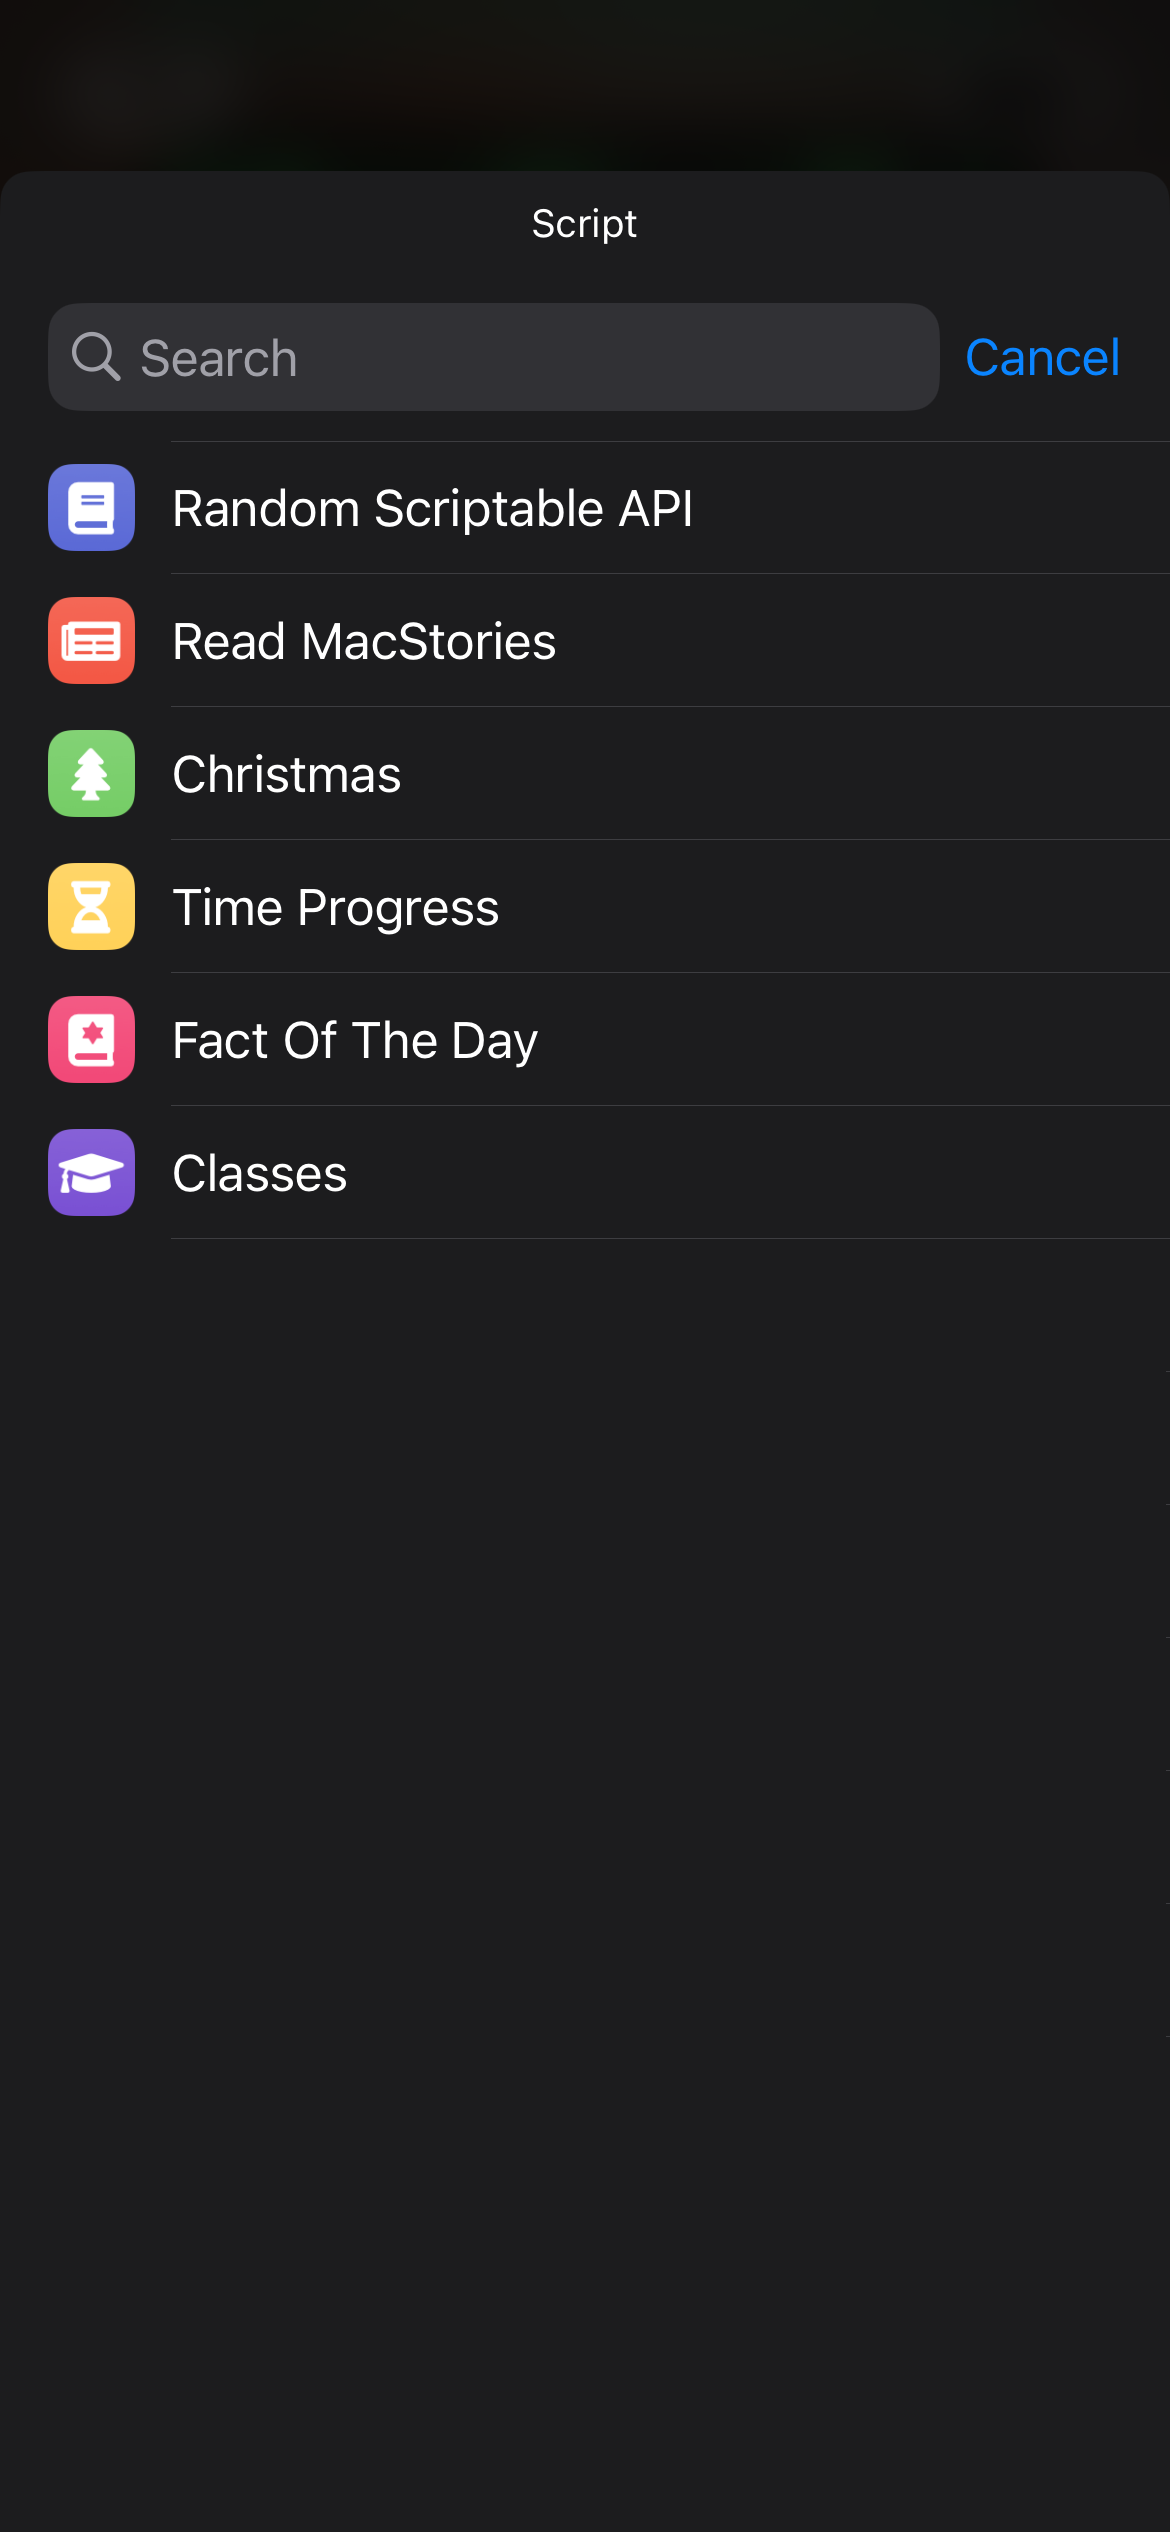 Script
Search
Cancel
Random Scriptable API
Read MacStories
Christmas
Time Progress
Fact Of The Day
Classes